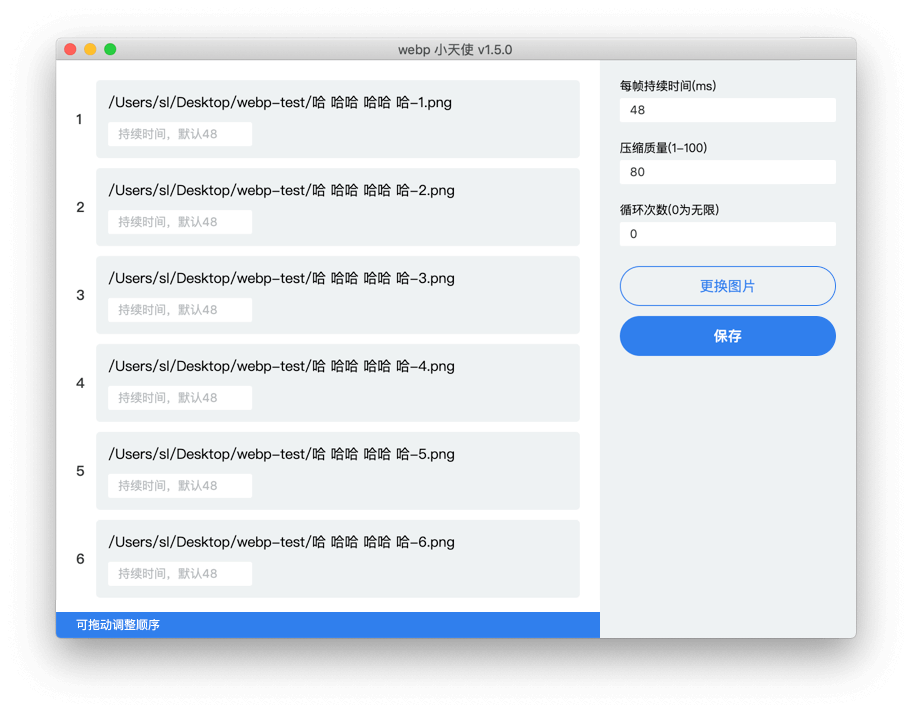 webp 小天使 v1.5.0
1
/Users/sl/Desktop/webp-test/哈 哈哈 哈哈 哈-1.png
持续时间，默认48
2
/Users/sl/Desktop/webp-test/哈 哈哈 哈哈 哈-2.png
持续时间，默认48
3
/Users/sl/Desktop/webp-test/哈 哈哈 哈哈 哈-3.png
持续时间，默认48
4
/Users/sl/Desktop/webp-test/哈 哈哈 哈哈 哈-4.png
持续时间，默认48
5
/Users/sl/Desktop/webp-test/哈 哈哈 哈哈 哈-5.png
持续时间，默认48
6
/Users/sl/Desktop/webp-test/哈 哈哈 哈哈 哈-6.png
持续时间，默认48
可拖动调整顺序
每帧持续时间(ms)
48
压缩质量(1-100)
80
循环次数(0为无限)
0
更换图片
保存